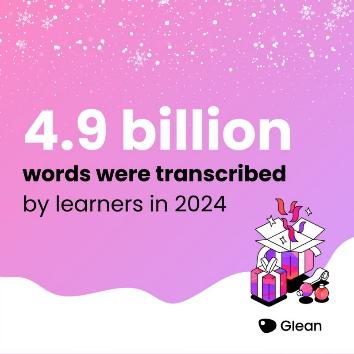 4.9 billion
words were transcribed
by learners in 2024
Glean